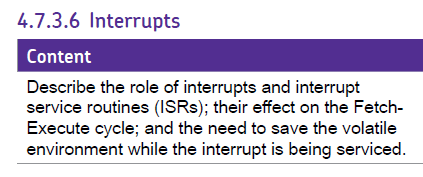 4.7.3.6 Interrupts
Content
Describe the role of interrupts and interrupt
service routines (ISRs); their effect on the Fetch-
Execute cycle; and the need to save the volatile
environment while the interrupt is being serviced.